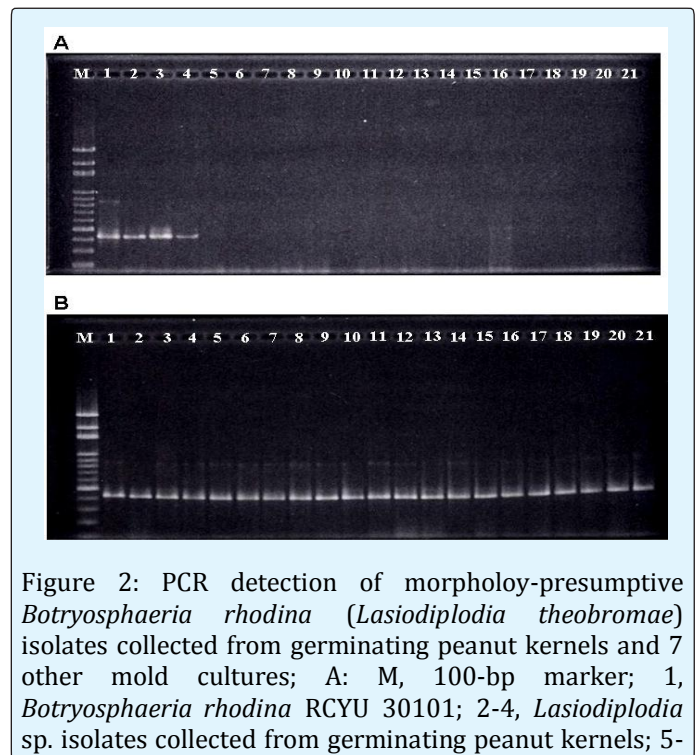 A
M 1 2 3 4 5 6 7 8 9 10 11 12 13 14 15 16 17 18 19 20 21
B
M 1 2 3 4 5 6 7 8 9 10 11 12 13 14 15 16 17 18 19 20 21
Figure 2: PCR detection of morpholoy-presumptive
Botryosphaeria rhodina (Lasiodiplodia theobromae)
isolates collected from germinating peanut kernels and 7
other mold cultures; A: M, 100-bp marker; 1,
Botryosphaeria rhodina RCYU 30101; 2-4, Lasiodiplodia
sp. isolates collected from germinating peanut kernels; 5-